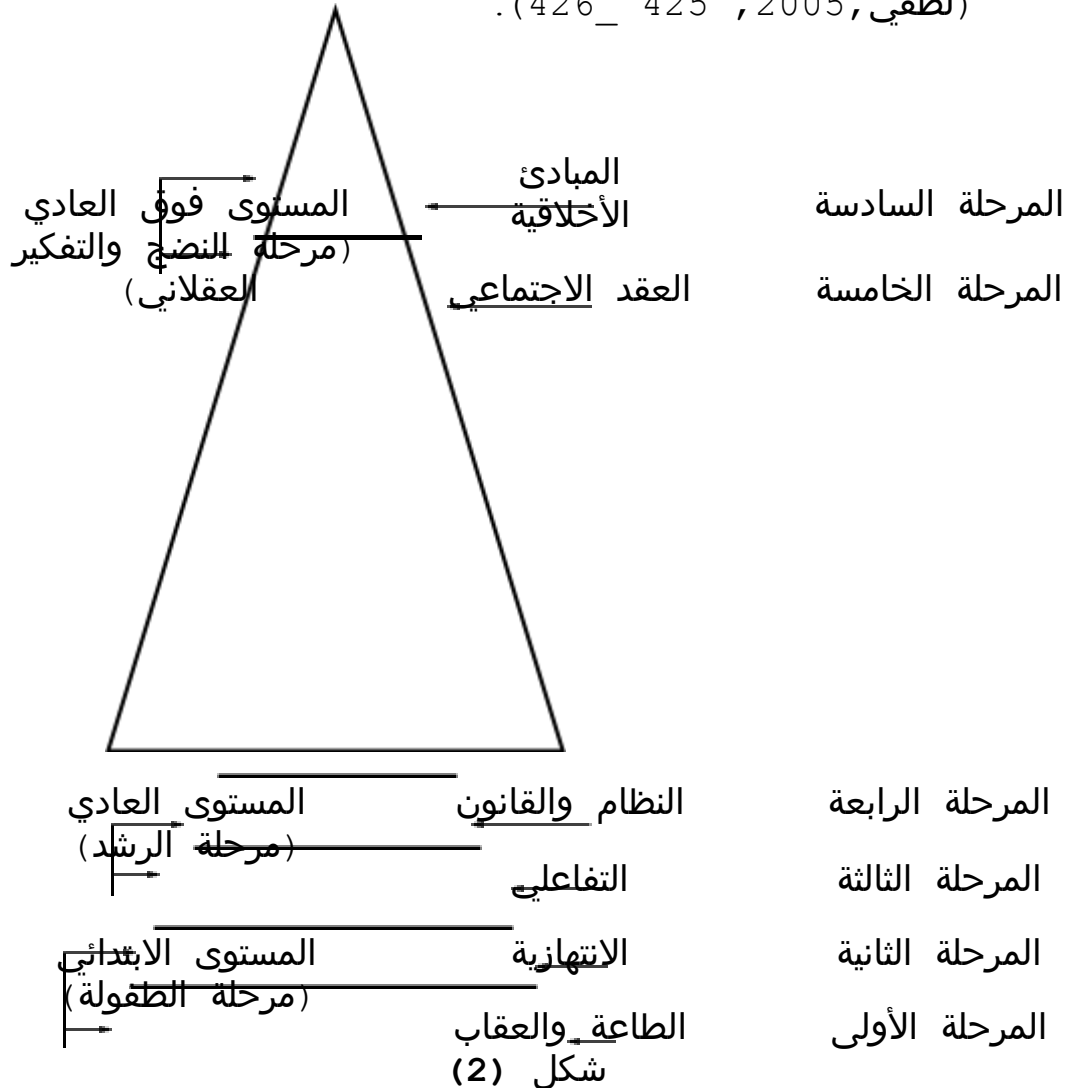 (لطفي,2005, 425 _426).
المرحلة السادسة المبادئ الأخلاقية
المستوى فوق العادي
(مرحلة النضج والتفكير العقلاني)
المرحلة الخامسة العقد الاجتماعي
المرحلة الرابعة النظام والقانون المستوى العادي
(مرحلة الرشد)
المرحلة الثالثة التفاعلي
المرحلة الثانية الانتهازية المستوى الابتدائي
(مرحلة الطفولة)
المرحلة الأولى الطاعة والعقاب
شكل (2)